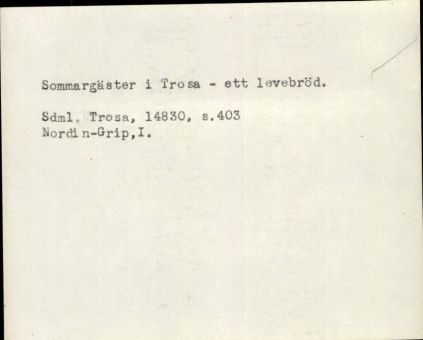 Sommargäster i Trosa - ett levebröd.
Sdml. Trosa, 14830, s.403
Nordin-Grip,I.